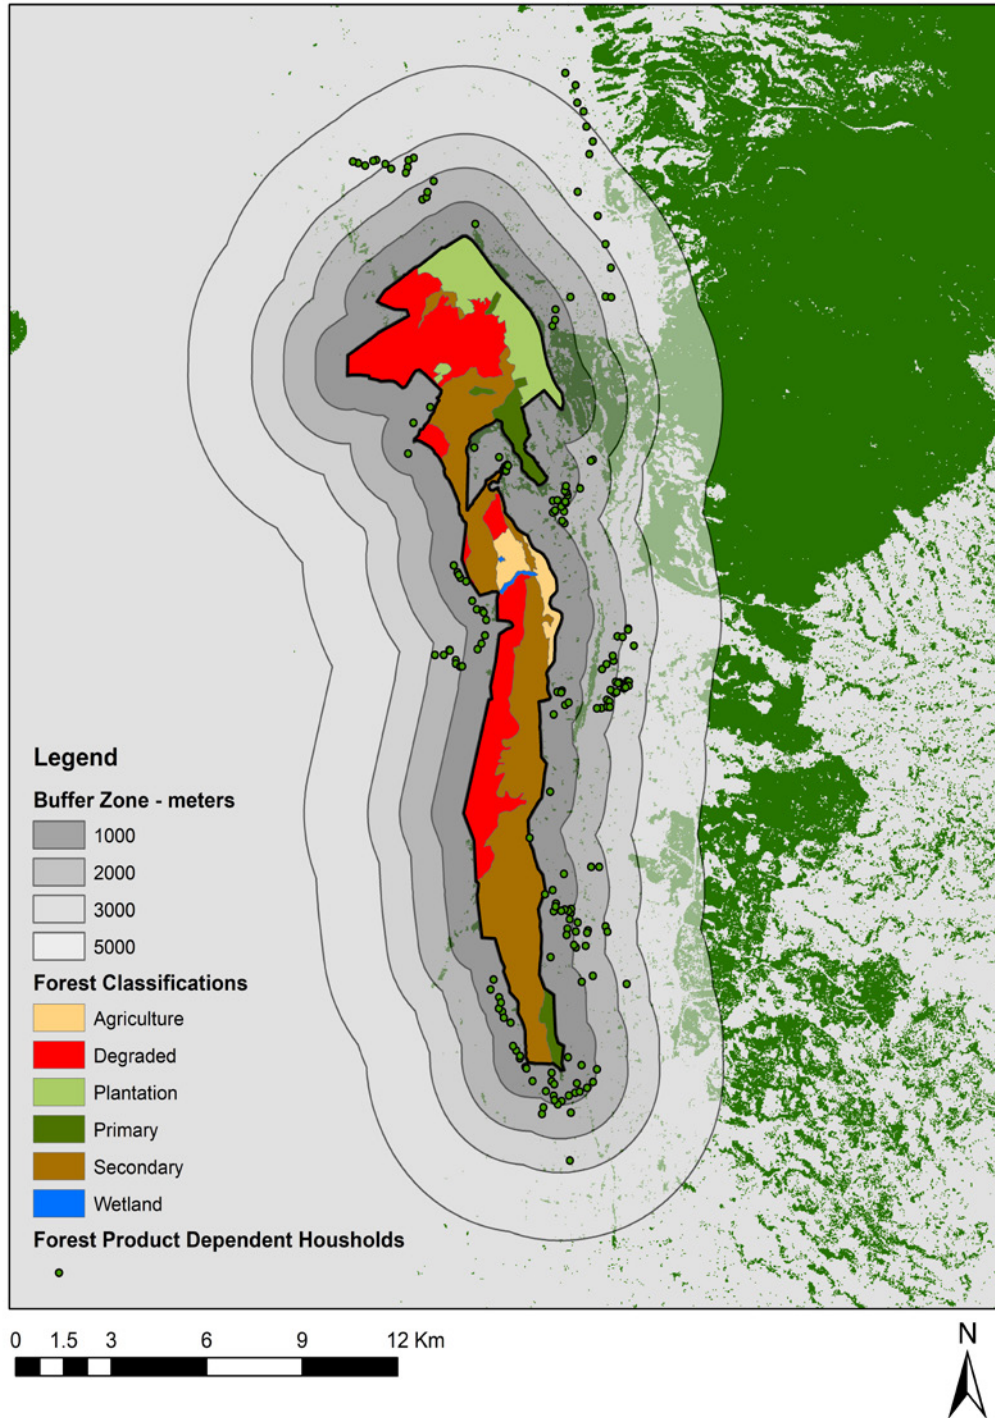 Legend
Buffer Zone - meters
1000
2000
3000
5000
Forest Classifications
Agriculture
Degraded
Plantation
Primary
Secondary
Wetland
Forest Product Dependent Housholds
0 1.5 3 6 9 12 Km
N